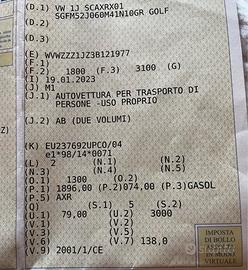 (D.1) VW 1J SCAXRX01
SGFM52J060M41N10GR GOLF
(D.2)
(D.3)
(E) WVWZZZ1JZ3B121977
(F.1)
(F.2) 1800 (F.3) 3100 (G)
(I) 19.01.2023
(J) M1
(J.1) AUTOVETTURA PER TRASPORTO DI
PERSONE -USO PROPRIO
(J.2) AB (DUE VOLUMI)
(K) EU237692UPCO/04
e1*98/14*0071
(L) 2 (N.1) (N.2)
(N.3) (N.4) (N.5)
(O.1) 1300 (O.2)
(P.1) 1896,00 (P.2)074,00 (P.3)GASOL
(P.5) AXR
(Q) (S.1) 5 (S.2)
(U.1) 79,00 (U.2) 3000
(V.1) (V.2)
(V.3) (V.5)
(V.6) (V.7) 138,0
(V.9) 2001/1/CE
IMPOSTA
DI BOLLO
ASSOLTA
IN MODO
VIRTUALE